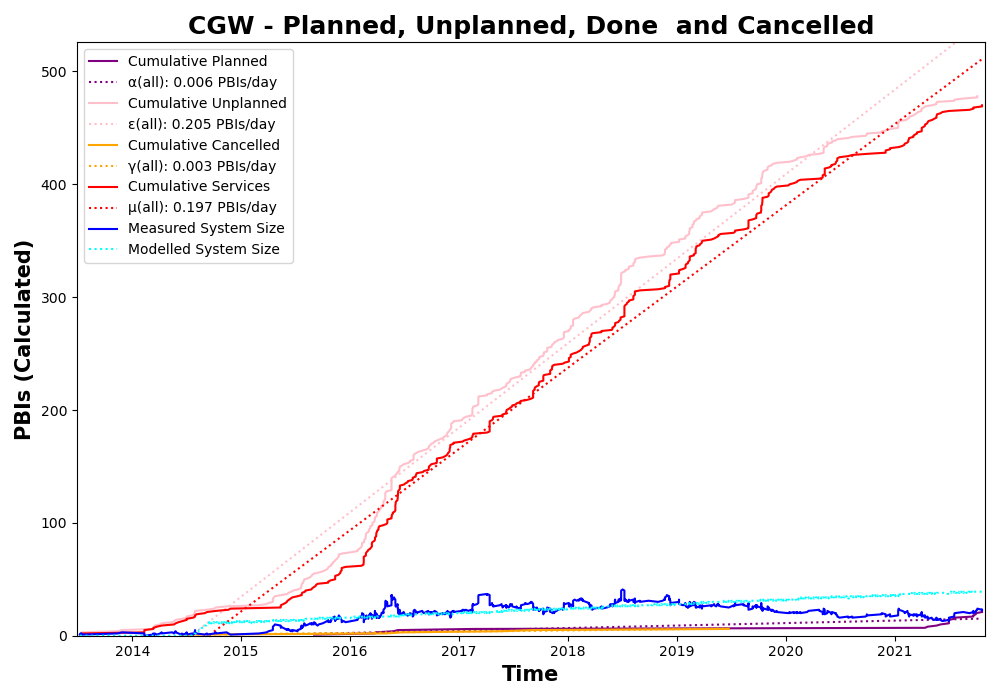 CGW - Planned, Unplanned, Done  and Cancelled
Cumulative Planned
α(all): 0.006 PBIs/day
Cumulative Unplanned
ε(all): 0.205 PBIs/day
Cumulative Cancelled
γ(all): 0.003 PBIs/day
Cumulative Services
μ(all): 0.197 PBIs/day
Measured System Size
Modelled System Size
PBIs (Calculated)
500
400
300
200
100
0
2014 2015 2016 2017 2018 2019 2020 2021
Time